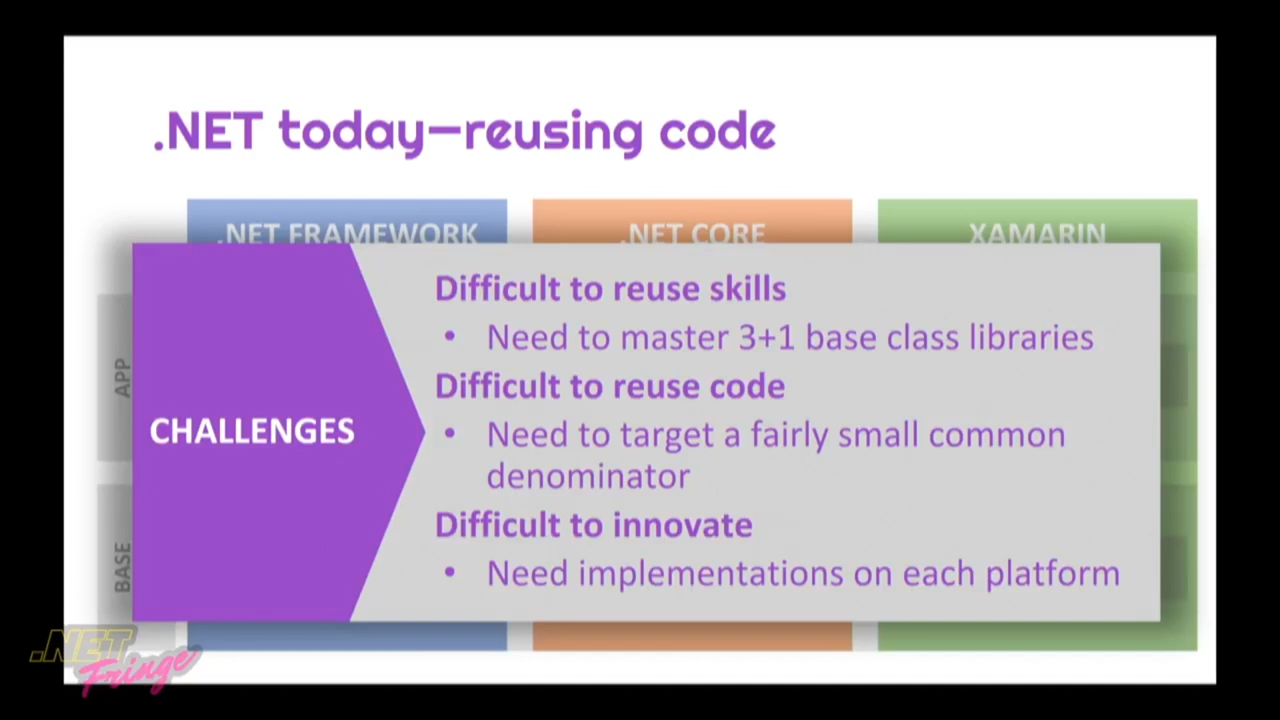 .NET today—reusing code
.NET FRAMEWORK
.NET CORE
XAMARIN
APP
BASE
CHALLENGES
Difficult to reuse skills
• Need to master 3+1 base class libraries
Difficult to reuse code
• Need to target a fairly small common
denominator
Difficult to innovate
• Need implementations on each platform
.NET
Fringe